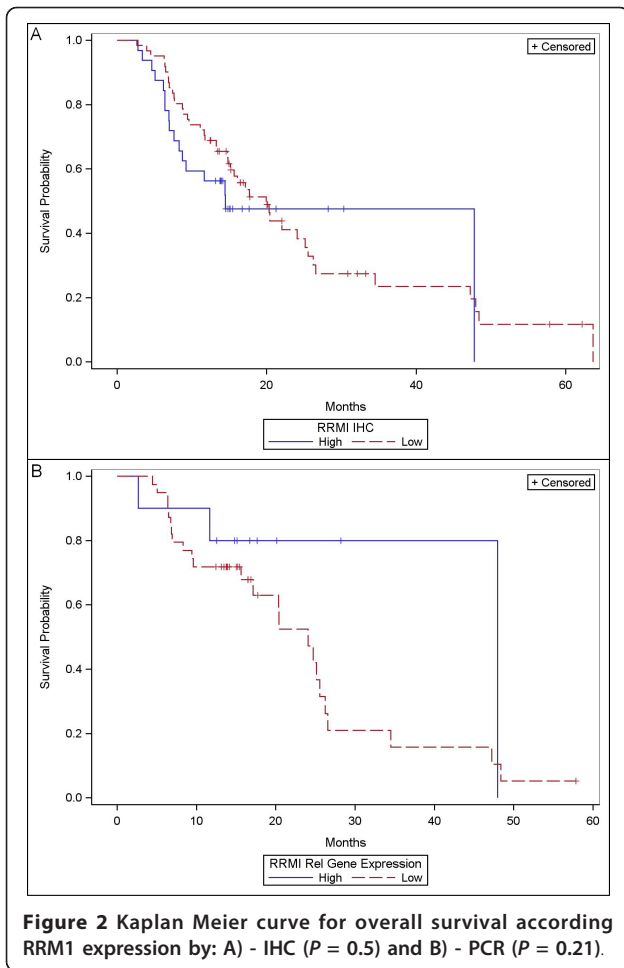 A
+ Censored
1.0
0.8
0.6
0.4
0.2
0.0
Survival Probability
0 20 40 60
Months
RRMI IHC
High Low
B
+ Censored
1.0
0.8
0.6
0.4
0.2
0.0
Survival Probability
0 10 20 30 40 50 60
Months
RRMI Rel Gene Expression
High Low
Figure 2 Kaplan Meier curve for overall survival according
RRM1 expression by: A) - IHC (P = 0.5) and B) - PCR (P = 0.21).